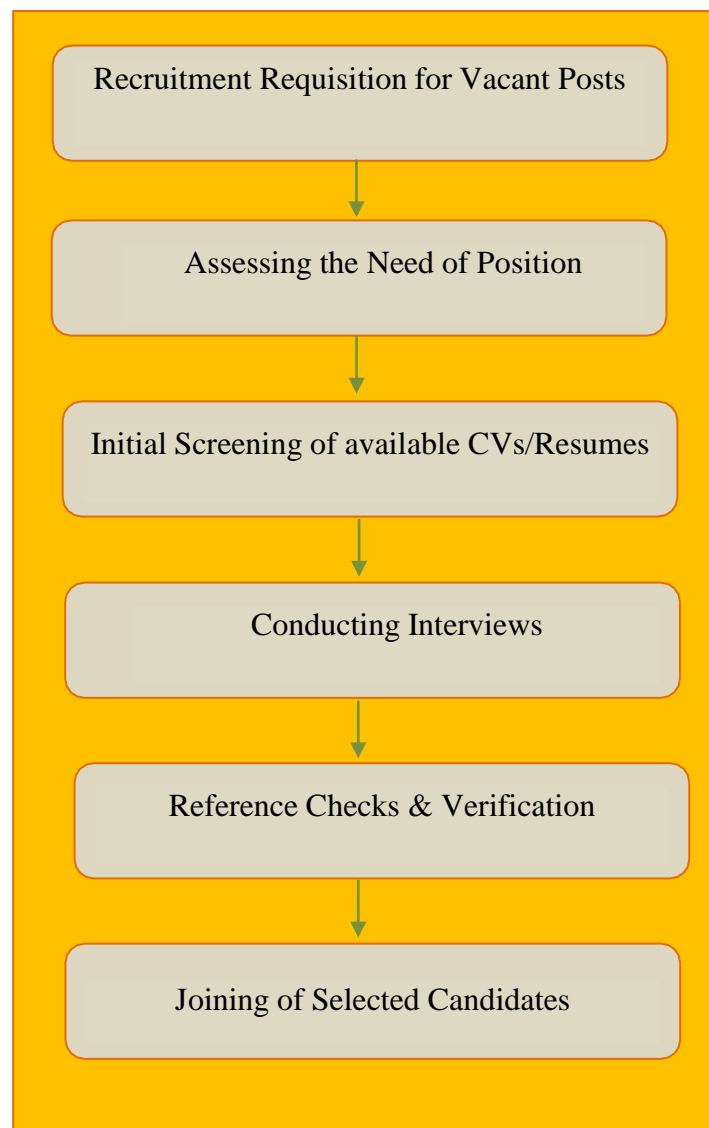 Recruitment Requisition for Vacant Posts
Assessing the Need of Position
Initial Screening of available CVs/Resumes
Conducting Interviews
Reference Checks & Verification
Joining of Selected Candidates